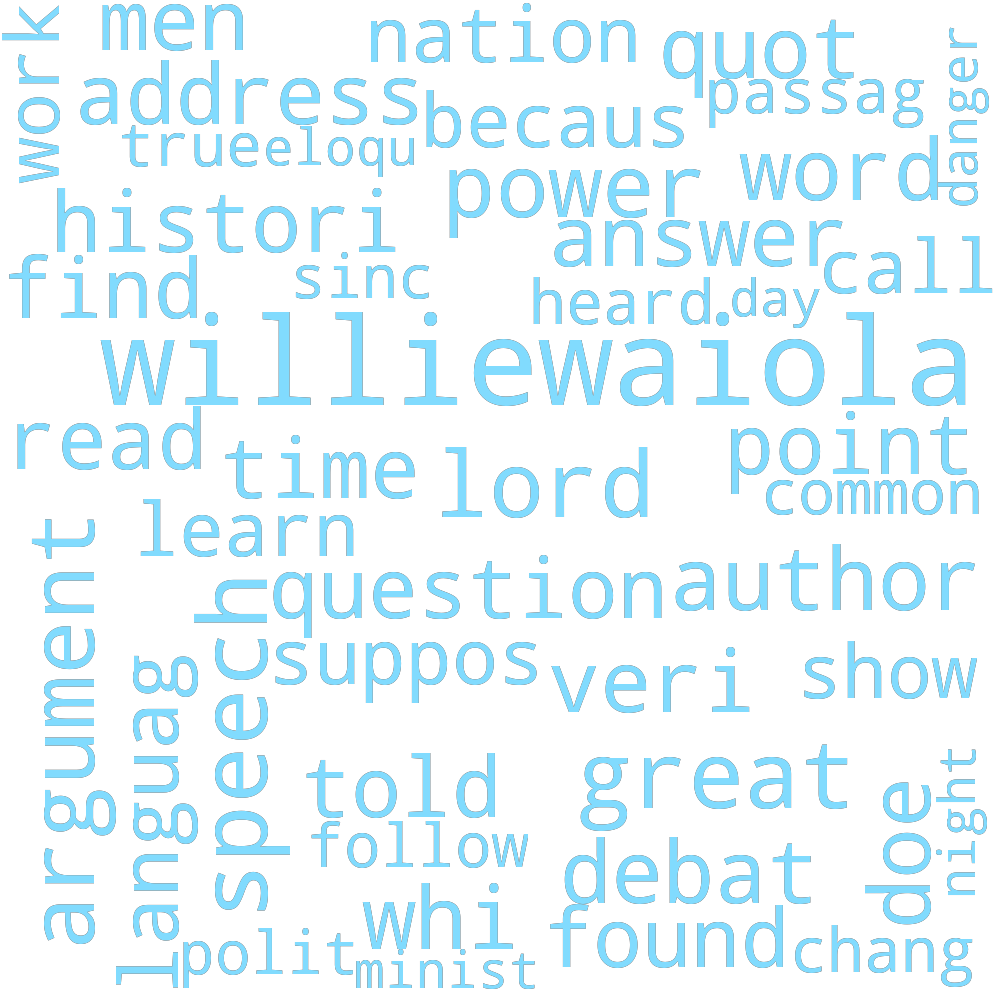 work
men
nation
quot
danger
address
becaus
passag
trueeloqu
power
word
histori
answer
call
find
sinc
heard
day
williewaiola
read
time
lord
point
common
learn
argument
languag
speech
question
author
suppos
veri
show
told
great
doe
night
follow
debat
whi
found
chang
polit
minist